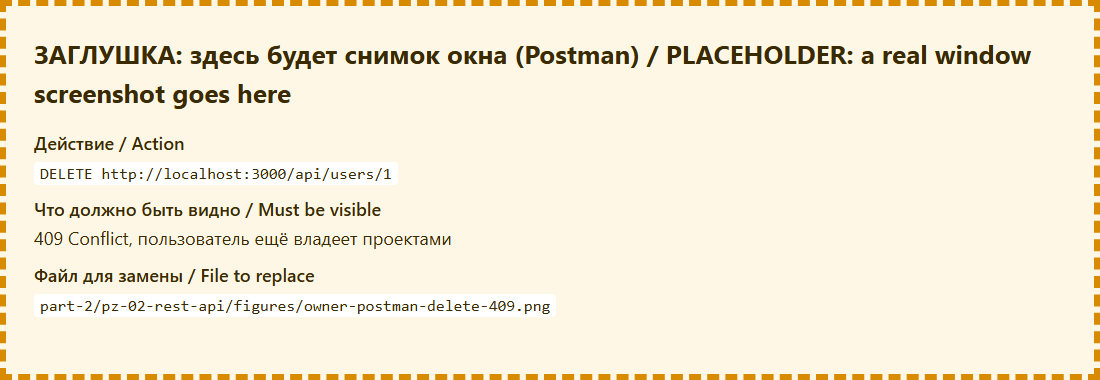 ЗАГЛУШКА: здесь будет снимок окна (Postman) / PLACEHOLDER: a real window
screenshot goes here
Действие / Action
DELETE http://localhost:3000/api/users/1
Что должно быть видно / Must be visible
409 Conflict, пользователь ещё владеет проектами
Файл для замены / File to replace
part-2/pz-02-rest-api/figures/owner-postman-delete-409.png